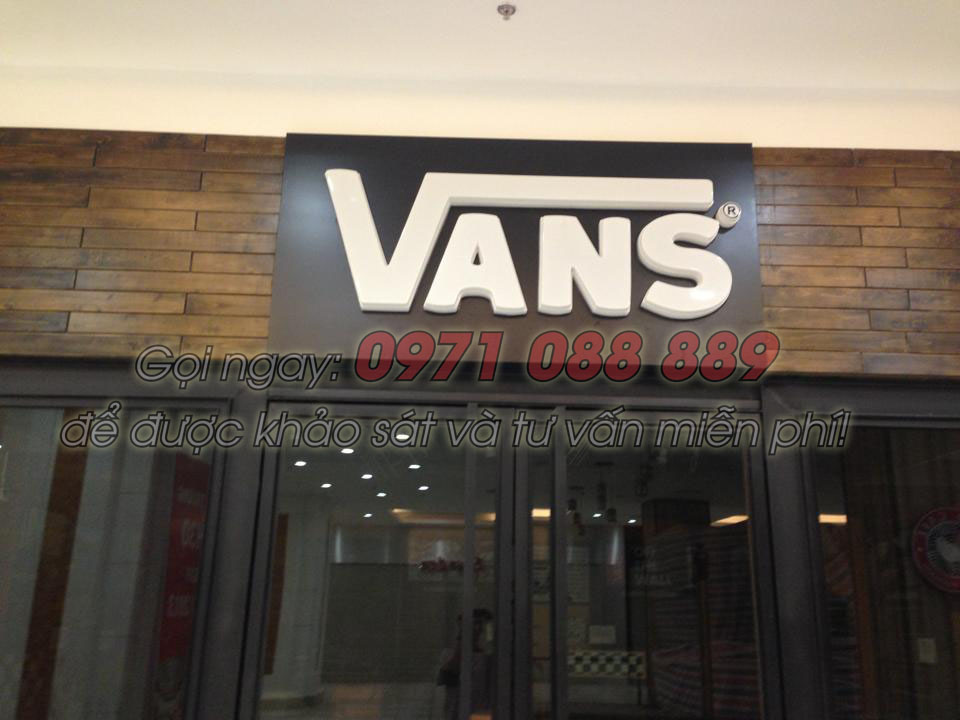 VANS®
Gọi ngay: 0971 088 889
để được khảo sát và tư vấn miễn phí!